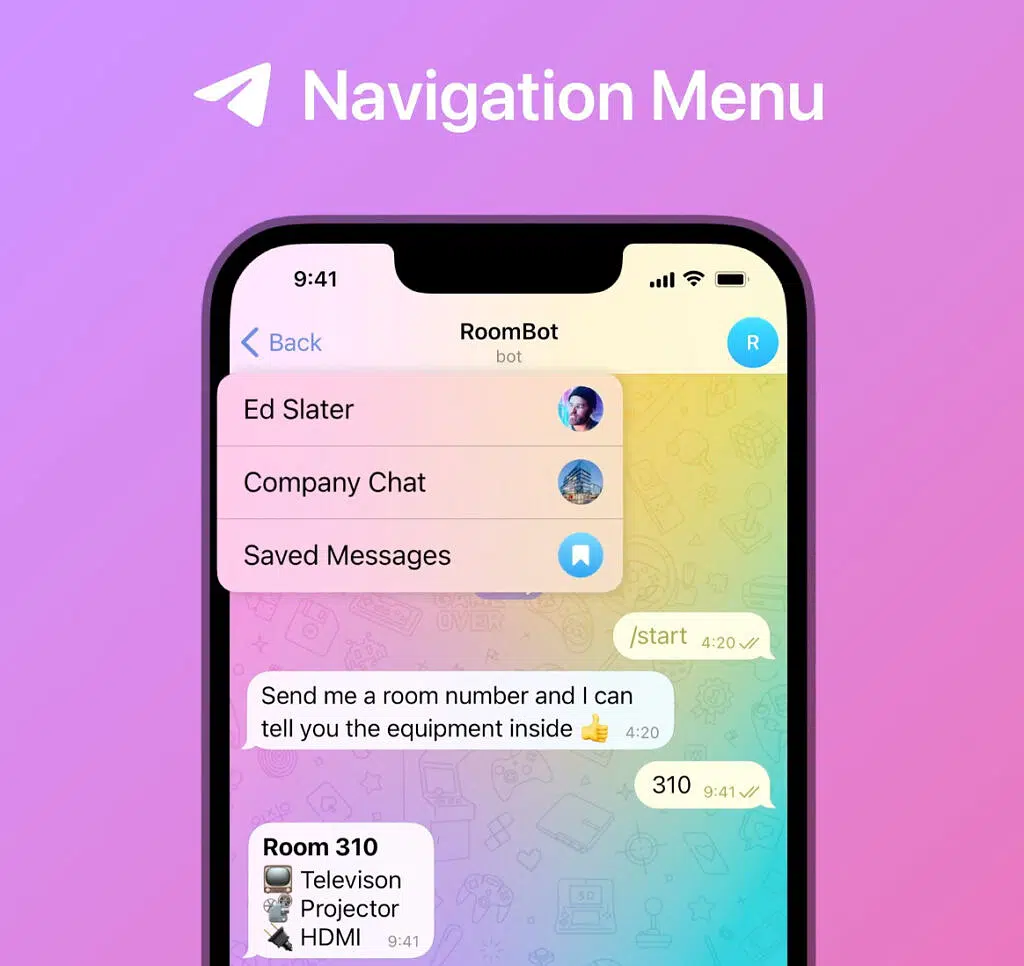 Navigation Menu
9:41
Back
RoomBot
R
bot
Ed Slater
Company Chat
Saved Messages
GAME
OVER
/start 4:20
Send me a room number and I can
tell you the equipment inside 👍 4:20
310 9:41
Room 310
📺 Televison
📽 Projector
🔌 HDMI 9:41